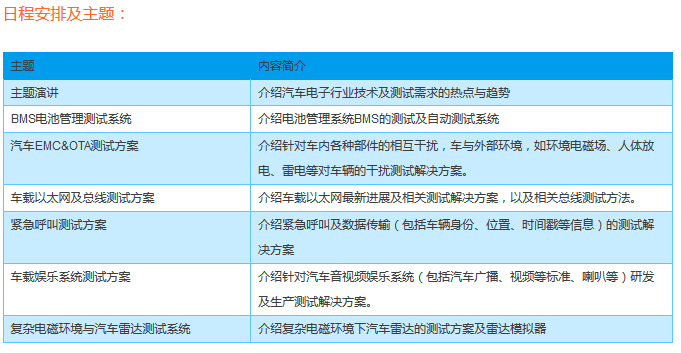 日程安排及主题：
主题 内容简介
主题演讲 介绍汽车电子行业技术及测试需求的热点与趋势
BMS电池管理测试系统 介绍电池管理系统BMS的测试及自动测试系统
汽车EMC&OTA测试方案 介绍针对车内各种部件的相互干扰，车与外部环境，如环境电磁场、人体放
电、雷电等对车辆的干扰测试解决方案。
车载以太网及总线测试方案 介绍车载以太网最新进展及相关测试解决方案，以及相关总线测试方法。
紧急呼叫测试方案 介绍紧急呼叫及数据传输（包括车辆身份、位置、时间戳等信息）的测试解
决方案
车载娱乐系统测试方案 介绍针对汽车音视频娱乐系统（包括汽车广播、视频等标准、喇叭等）研发
及生产测试解决方案。
复杂电磁环境与汽车雷达测试系统 介绍复杂电磁环境下汽车雷达的测试方案及雷达模拟器